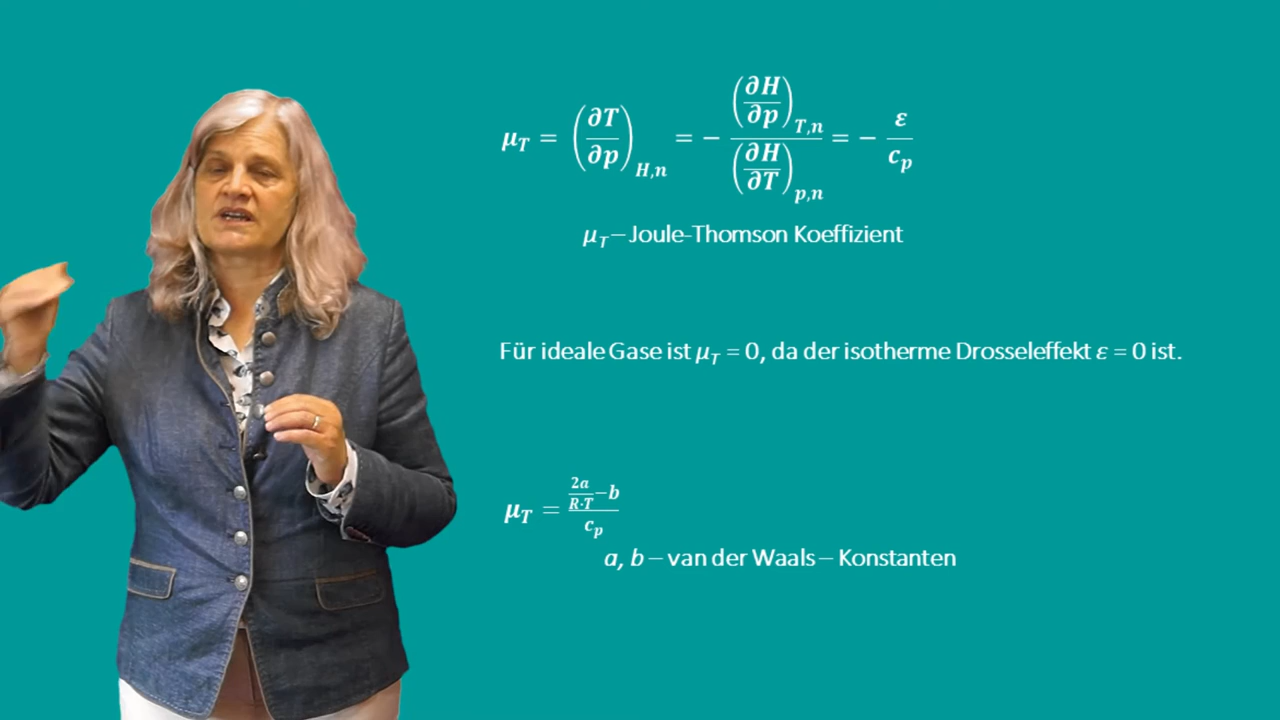 μ_T = (∂T/∂p)_{H,n} = − (∂H/∂p)_{T,n} / (∂H/∂T)_{p,n} = − ε/c_p
μ_T – Joule-Thomson Koeffizient
Für ideale Gase ist μ_T = 0, da der isotherme Drosseleffekt ε = 0 ist.
μ_T = (2a/(R·T) − b) / c_p
a, b – van der Waals – Konstanten